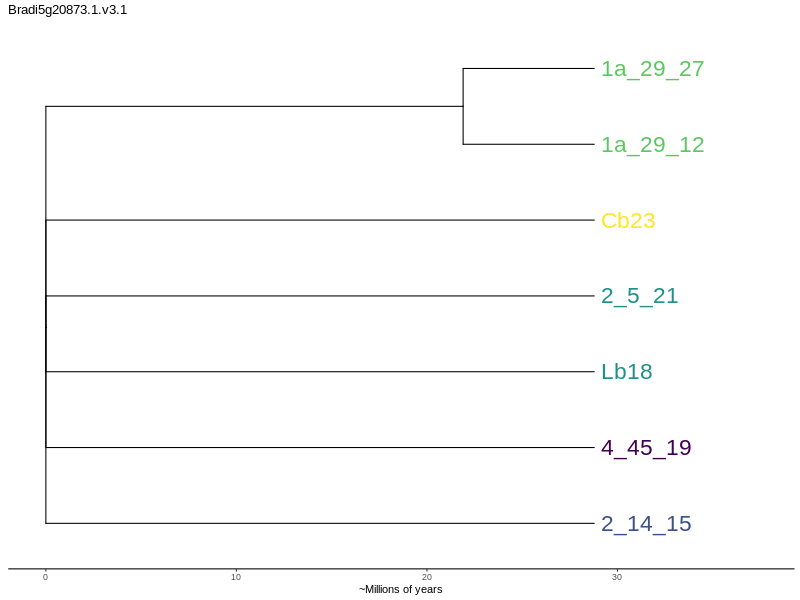 Bradi5g20873.1.v3.1
1a_29_27
1a_29_12
Cb23
2_5_21
Lb18
4_45_19
2_14_15
0 10 20 30
~Millions of years